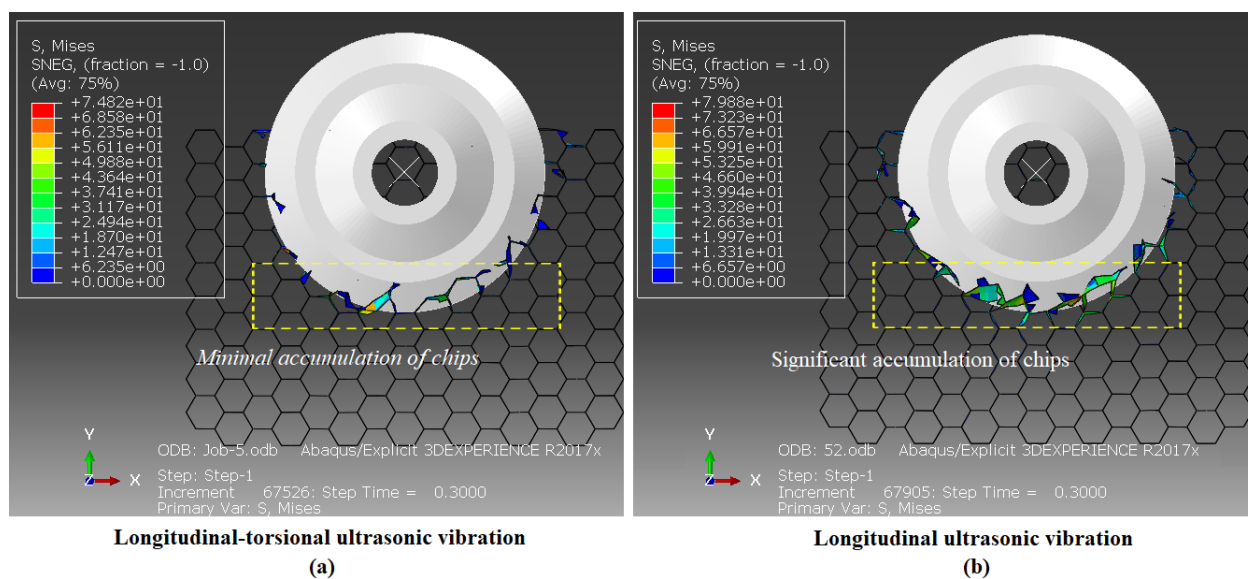 S, Mises
SNEG, (fraction = -1.0)
(Avg: 75%)
+7.482e+01
+6.858e+01
+6.235e+01
+5.611e+01
+4.988e+01
+4.364e+01
+3.741e+01
+3.117e+01
+2.494e+01
+1.870e+01
+1.247e+01
+6.235e+00
+0.000e+00
Minimal accumulation of chips
Y
X
Z
ODB: Job-5.odb Abaqus/Explicit 3DEXPERIENCE R2017x
Step: Step-1
Increment 67526: Step Time = 0.3000
Primary Var: S, Mises
Longitudinal-torsional ultrasonic vibration
(a)
S, Mises
SNEG, (fraction = -1.0)
(Avg: 75%)
+7.988e+01
+7.323e+01
+6.657e+01
+5.991e+01
+5.325e+01
+4.660e+01
+3.994e+01
+3.328e+01
+2.663e+01
+1.997e+01
+1.331e+01
+6.657e+00
+0.000e+00
Significant accumulation of chips
Y
X
Z
ODB: 52.odb Abaqus/Explicit 3DEXPERIENCE R2017x
Step: Step-1
Increment 67905: Step Time = 0.3000
Primary Var: S, Mises
Longitudinal ultrasonic vibration
(b)